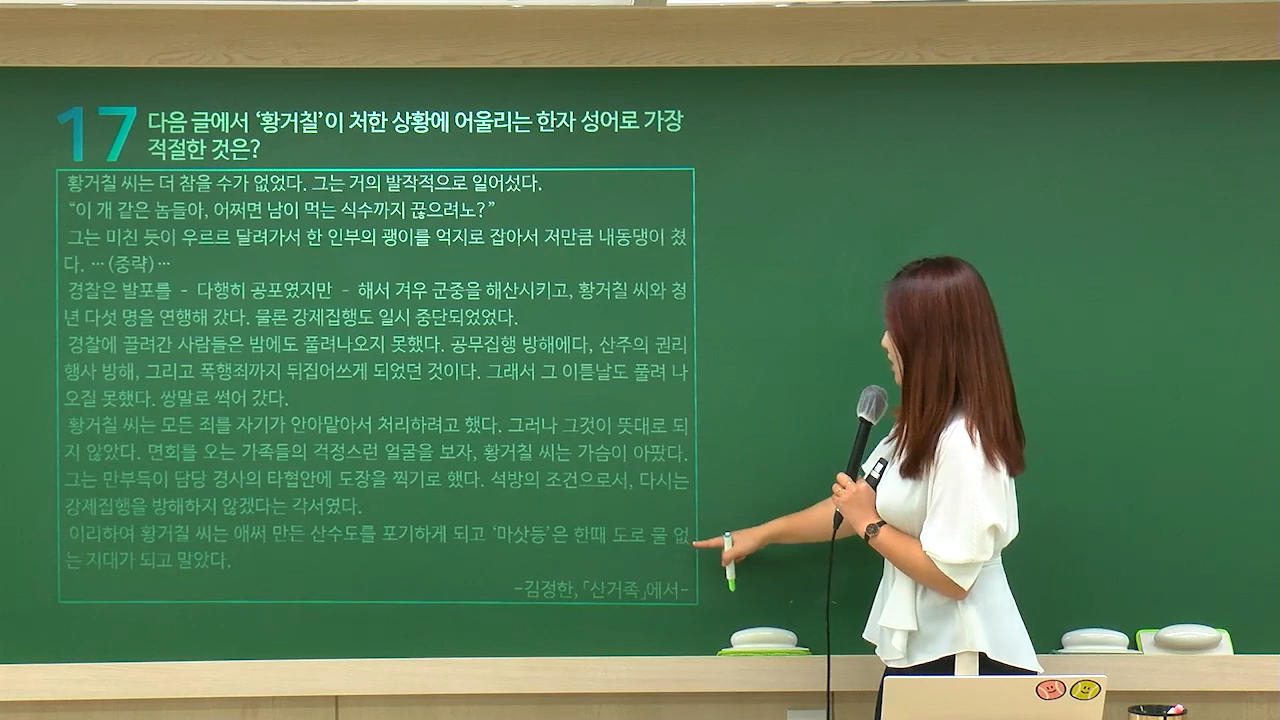 17 다음 글에서 ‘황거칠’이 처한 상황에 어울리는 한자 성어로 가장
적절한 것은?
황거칠 씨는 더 참을 수가 없었다. 그는 거의 발작적으로 일어섰다.
“이 개 같은 놈들아, 어쩌면 남이 먹는 식수까지 끊으려노?”
그는 미친 듯이 우르르 달려가서 한 인부의 괭이를 억지로 잡아서 저만큼 내동댕이 쳤
다. …(중략)…
경찰은 발포를 - 다행히 공포였지만 - 해서 겨우 군중을 해산시키고, 황거칠 씨와 청
년 다섯 명을 연행해 갔다. 물론 강제집행도 일시 중단되었었다.
경찰에 끌려간 사람들은 밤에도 풀려나오지 못했다. 공무집행 방해에다, 산주의 권리
행사 방해, 그리고 폭행죄까지 뒤집어쓰게 되었던 것이다. 그래서 그 이튿날도 풀려 나
오질 못했다. 쌍말로 썩어 갔다.
황거칠 씨는 모든 죄를 자기가 안아맡아서 처리하려고 했다. 그러나 그것이 뜻대로 되
지 않았다. 면회를 오는 가족들의 걱정스런 얼굴을 보자, 황거칠 씨는 가슴이 아팠다.
그는 만부득이 담당 경사의 타협안에 도장을 찍기로 했다. 석방의 조건으로서, 다시는
강제집행을 방해하지 않겠다는 각서였다.
이리하여 황거칠 씨는 애써 만든 산수도를 포기하게 되고 ‘마삿등’은 한때 도로 물 없
는 지대가 되고 말았다.
-김정한, 「산거족」에서-